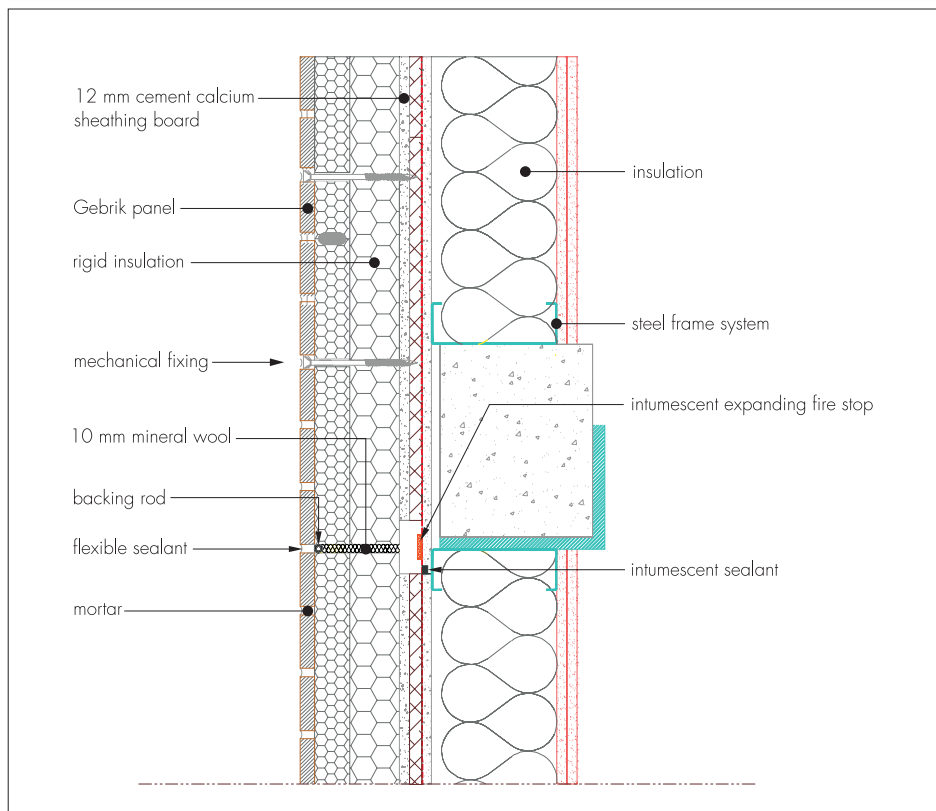 12 mm cement calcium
sheathing board
Gebrik panel
rigid insulation
mechanical fixing
10 mm mineral wool
backing rod
flexible sealant
mortar
insulation
steel frame system
intumescent expanding fire stop
intumescent sealant